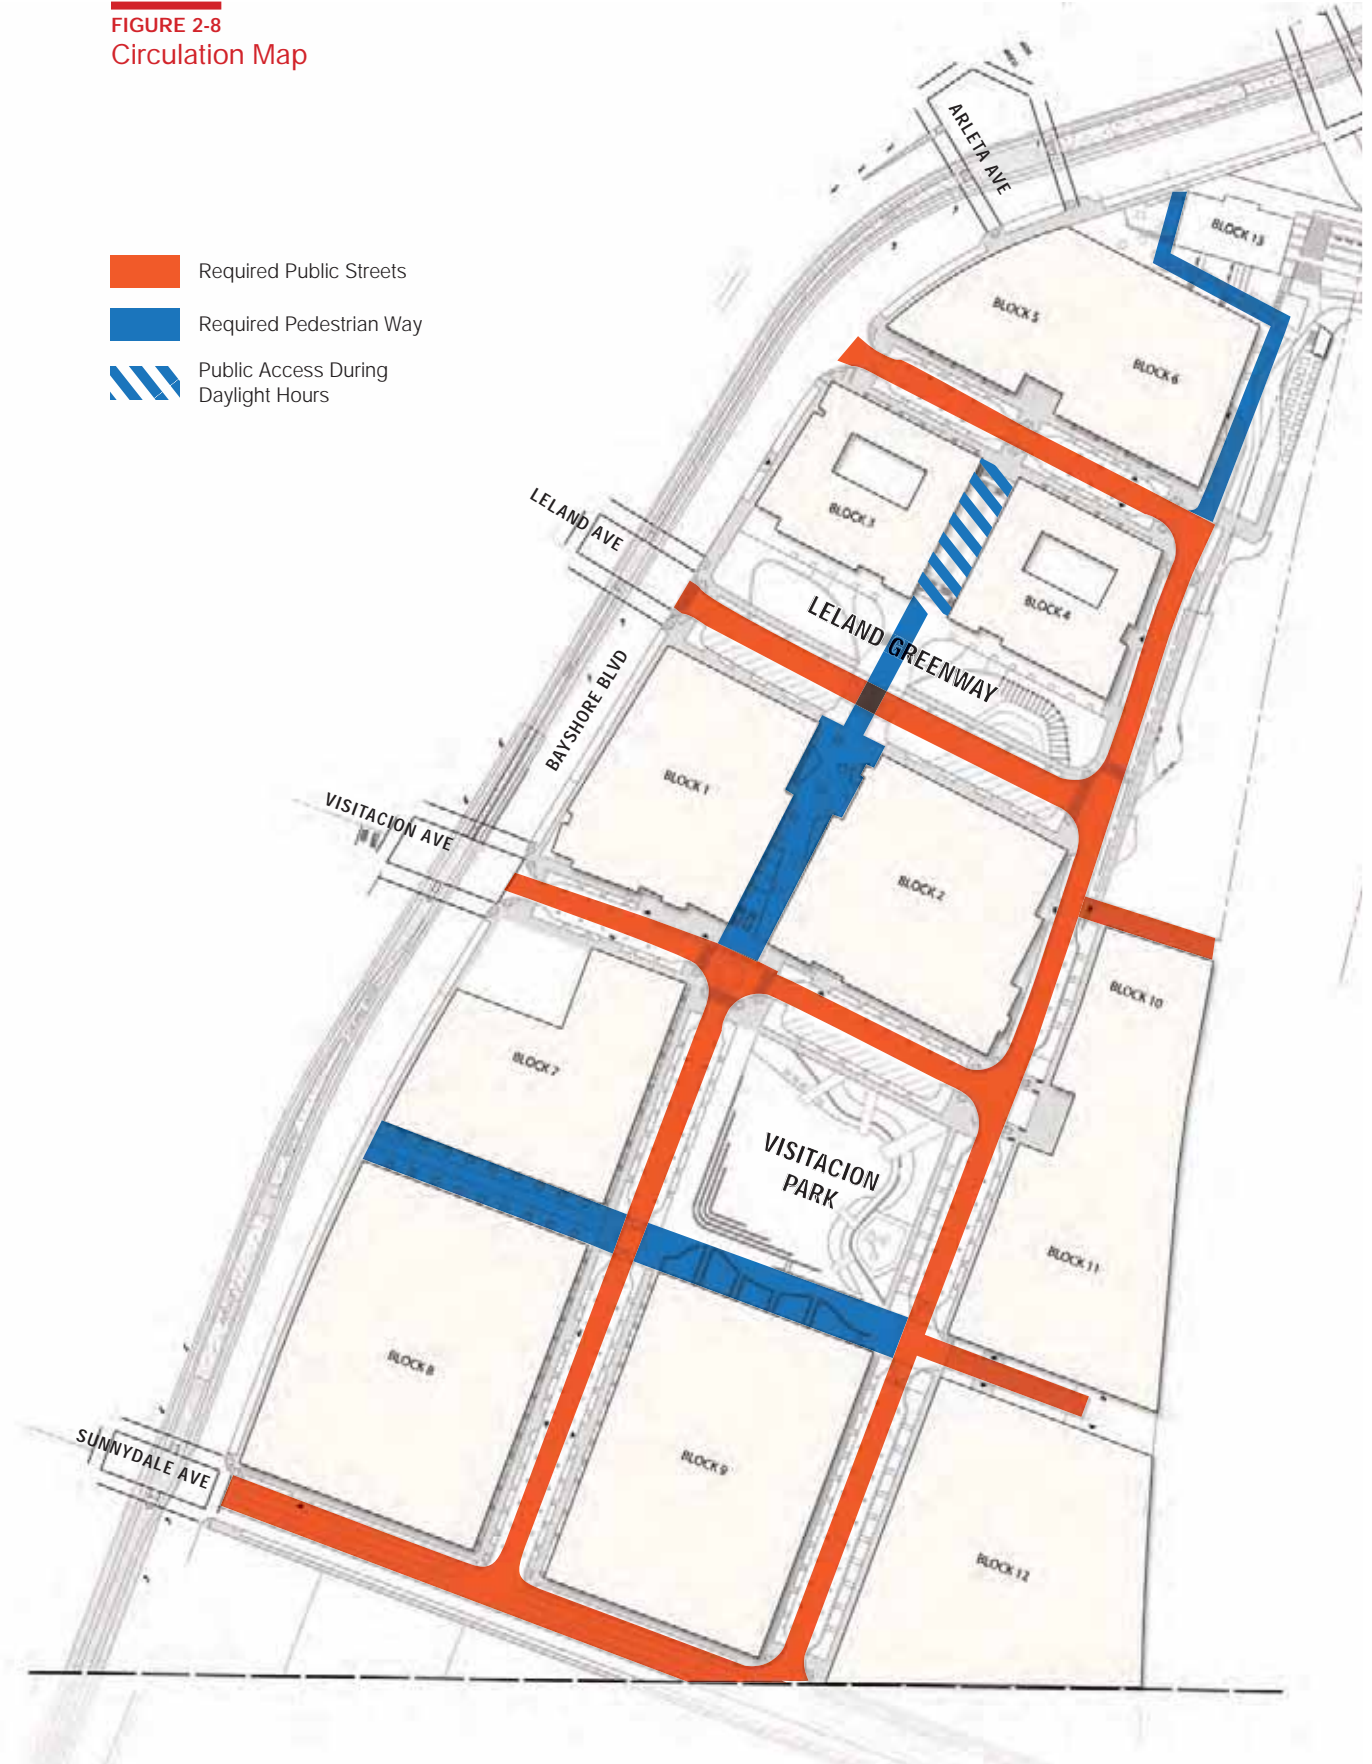 FIGURE 2-8
Circulation Map
ARLETA AVE
BLOCK 13
Required Public Streets
BLOCK 5
Required Pedestrian Way
BLOCK 6
Public Access During
Daylight Hours
LELAND AVE
BLOCK 3
BLOCK 4
LELAND GREENWAY
BAYSHORE BLVD
BLOCK 1
VISITACION AVE
BLOCK 2
BLOCK 10
BLOCK 7
VISITACION
PARK
BLOCK 11
BLOCK 8
SUNNYDALE AVE
BLOCK 9
BLOCK 12